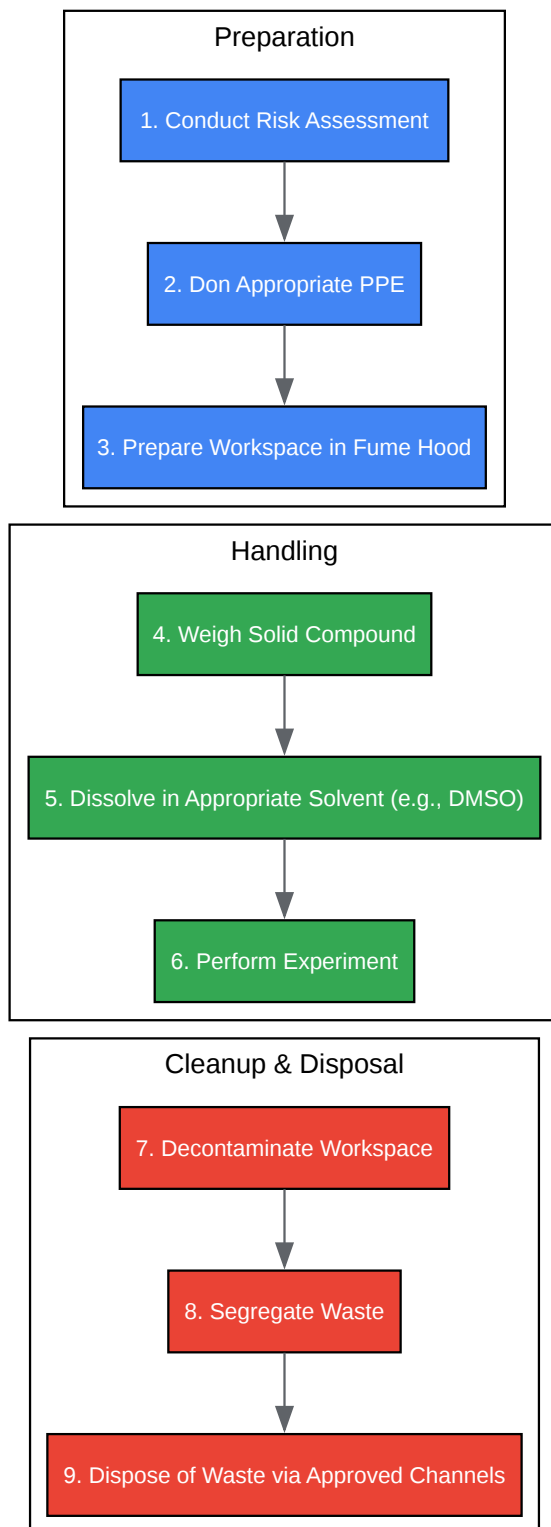 Preparation
1. Conduct Risk Assessment
2. Don Appropriate PPE
3. Prepare Workspace in Fume Hood
Handling
4. Weigh Solid Compound
5. Dissolve in Appropriate Solvent (e.g., DMSO)
6. Perform Experiment
Cleanup & Disposal
7. Decontaminate Workspace
8. Segregate Waste
9. Dispose of Waste via Approved Channels